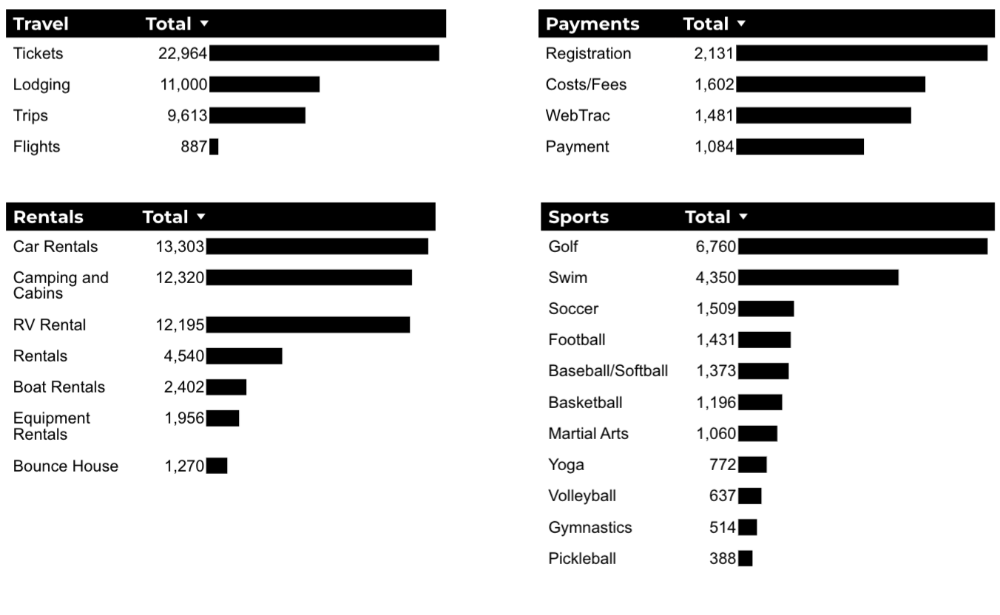 Travel Total ▼
Tickets 22,964
Lodging 11,000
Trips 9,613
Flights 887
Payments Total ▼
Registration 2,131
Costs/Fees 1,602
WebTrac 1,481
Payment 1,084
Rentals Total ▼
Car Rentals 13,303
Camping and 12,320
Cabins
RV Rental 12,195
Rentals 4,540
Boat Rentals 2,402
Equipment 1,956
Rentals
Bounce House 1,270
Sports Total ▼
Golf 6,760
Swim 4,350
Soccer 1,509
Football 1,431
Baseball/Softball 1,373
Basketball 1,196
Martial Arts 1,060
Yoga 772
Volleyball 637
Gymnastics 514
Pickleball 388